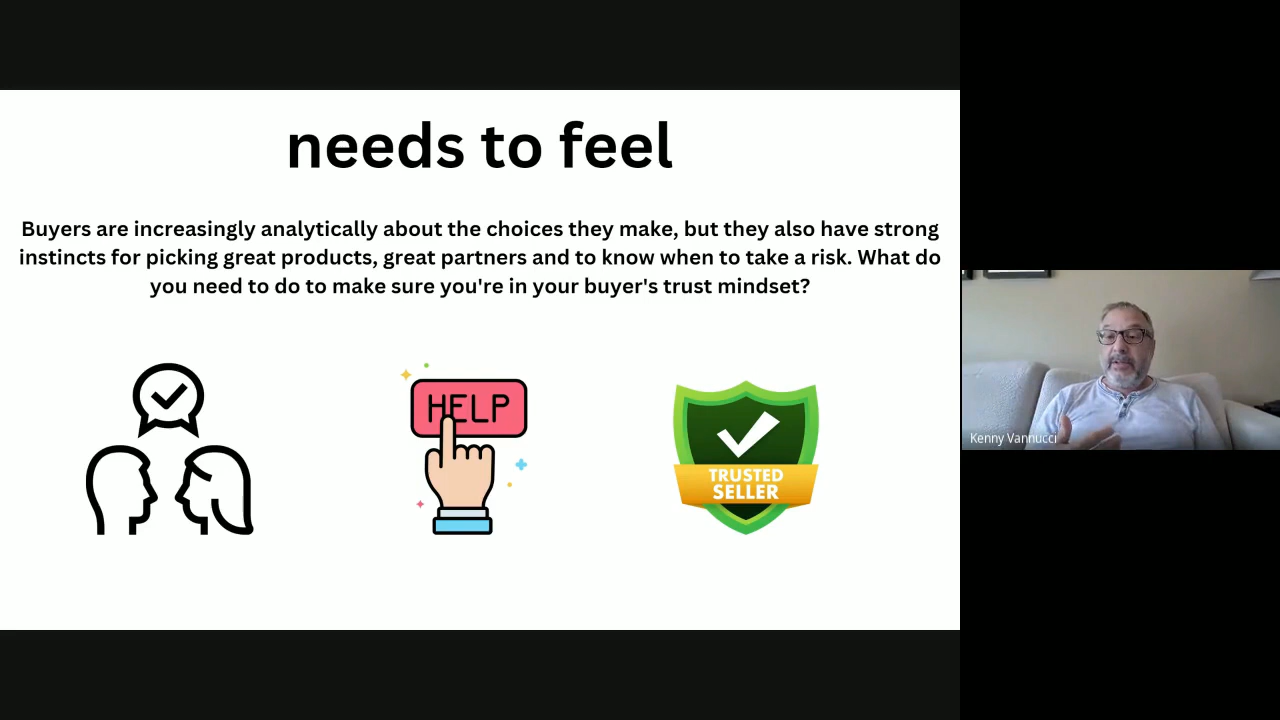 needs to feel
Buyers are increasingly analytically about the choices they make, but they also have strong
instincts for picking great products, great partners and to know when to take a risk. What do
you need to do to make sure you're in your buyer's trust mindset?
HELP
TRUSTED
SELLER
Kenny Vannucci